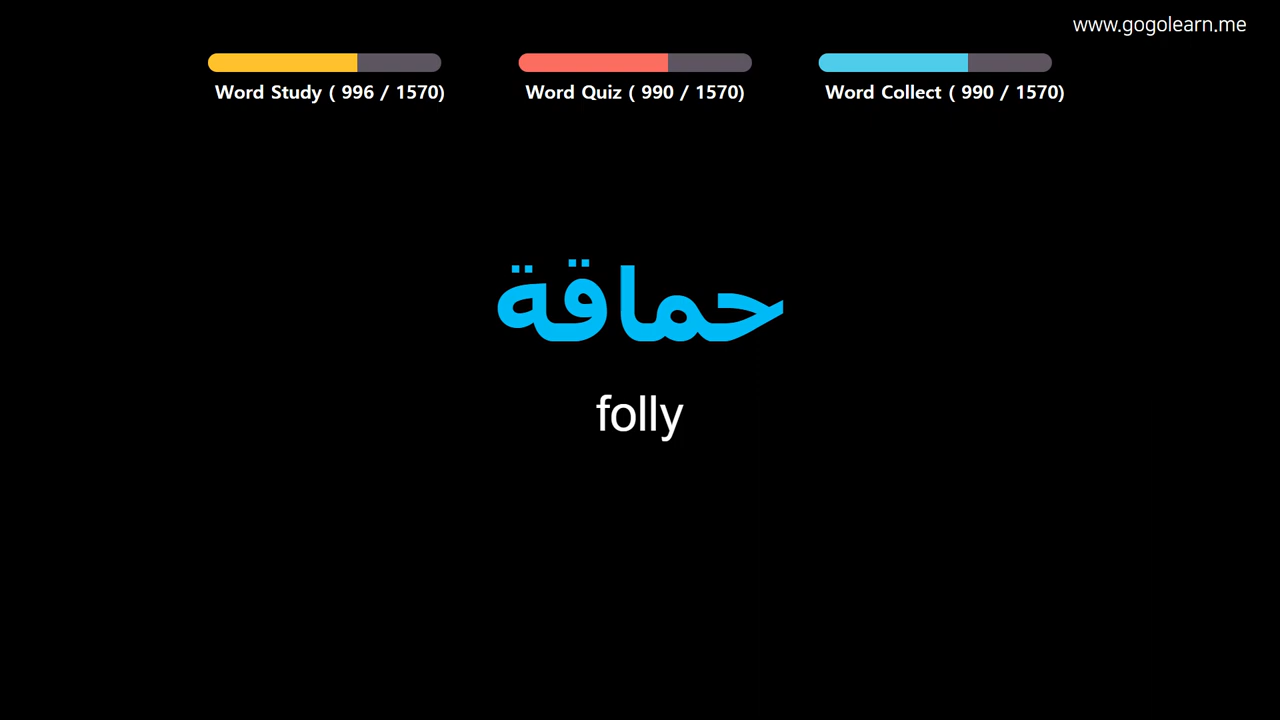 www.gogolearn.me
Word Study ( 996 / 1570)
Word Quiz ( 990 / 1570)
Word Collect ( 990 / 1570)
حماقة
folly